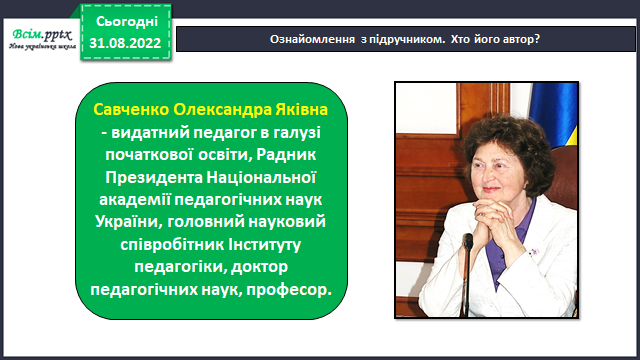 Всім.pptx
Нова українська школа
Сьогодні
31.08.2022
Ознайомлення з підручником. Хто його автор?
Савченко Олександра Яківна
- видатний педагог в галузі
початкової освіти, Радник
Президента Національної
академії педагогічних наук
України, головний науковий
співробітник Інституту
педагогіки, доктор
педагогічних наук, професор.